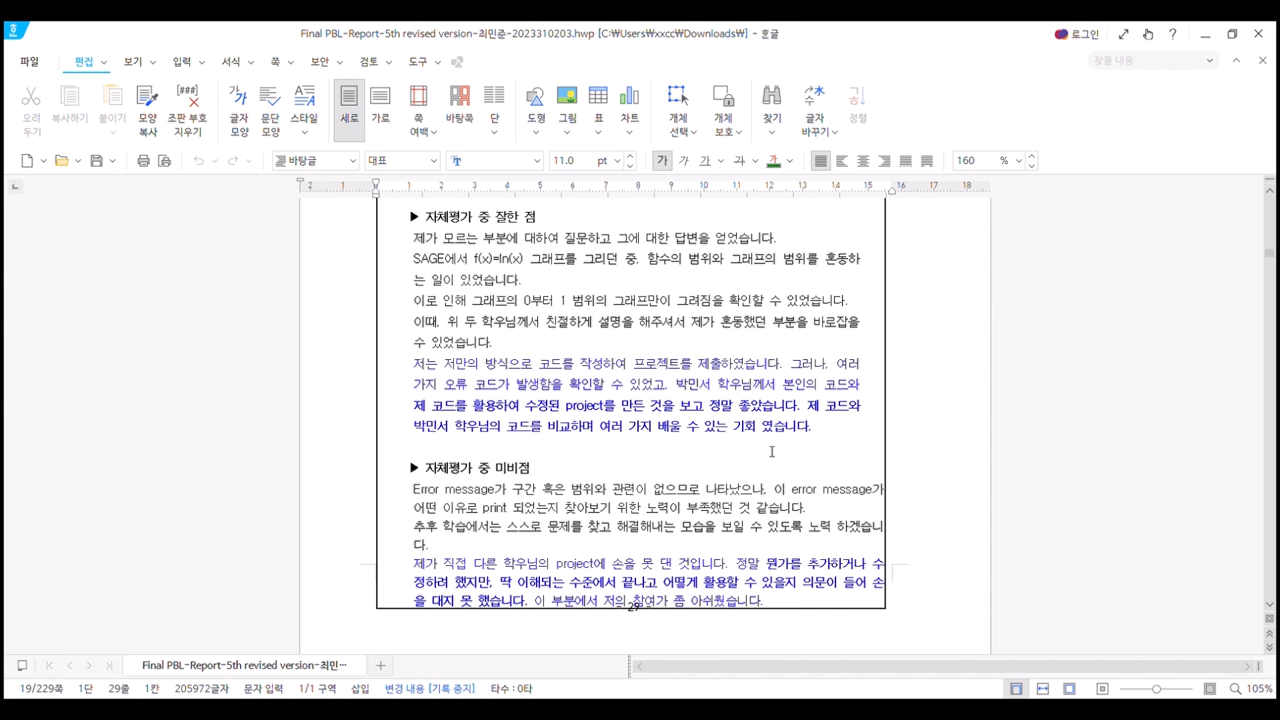 Final PBL-Report-5th revised version-최민준-2023310203.hwp [C:₩Users₩xxcc₩Downloads₩] - 한글
로그인
파일 편집 보기 입력 서식 쪽 보안 검토 도구 찾을 내용
오려 두기 복사하기 붙이기 모양 복사 조판 부호 지우기 글자 모양 문단 모양 스타일 세로 가로 쪽 여백 바탕쪽 단 도형 그림 표 차트 개체 선택 개체 보호 찾기 글자 바꾸기 정렬
바탕글 대표 11.0 pt 가 가 가 가 가 160 %
2 1 0 1 2 3 4 5 6 7 8 9 10 11 12 13 14 15 16 17 18
▶ 자체평가 중 잘한 점
제가 모르는 부분에 대하여 질문하고 그에 대한 답변을 얻었습니다.
SAGE에서 f(x)=ln(x) 그래프를 그리던 중, 함수의 범위와 그래프의 범위를 혼동하
는 일이 있었습니다.
이로 인해 그래프의 0부터 1 범위의 그래프만이 그려짐을 확인할 수 있었습니다.
이때, 위 두 학우님께서 친절하게 설명을 해주셔서 제가 혼동했던 부분을 바로잡을
수 있었습니다.
저는 저만의 방식으로 코드를 작성하여 프로젝트를 제출하였습니다. 그러나, 여러
가지 오류 코드가 발생함을 확인할 수 있었고, 박민서 학우님께서 본인의 코드와
제 코드를 활용하여 수정된 project를 만든 것을 보고 정말 좋았습니다. 제 코드와
박민서 학우님의 코드를 비교하며 여러 가지 배울 수 있는 기회 였습니다.
▶ 자체평가 중 미비점
Error message가 구간 혹은 범위와 관련이 없으므로 나타났으나, 이 error message가
어떤 이유로 print 되었는지 찾아보기 위한 노력이 부족했던 것 같습니다.
추후 학습에서는 스스로 문제를 찾고 해결해내는 모습을 보일 수 있도록 노력 하겠습니
다.
제가 직접 다른 학우님의 project에 손을 못 댄 것입니다. 정말 뭔가를 추가하거나 수
정하려 했지만, 딱 이해되는 수준에서 끝나고 어떻게 활용할 수 있을지 의문이 들어 손
을 대지 못 했습니다. 이 부분에서 저의 참여가 좀 아쉬웠습니다.
- 29 -
Final PBL-Report-5th revised version-최민···
19/229쪽 1단 29줄 1칸 205972글자 문자 입력 1/1 구역 삽입 변경 내용 [기록 중지] 타수 : 0타 105%